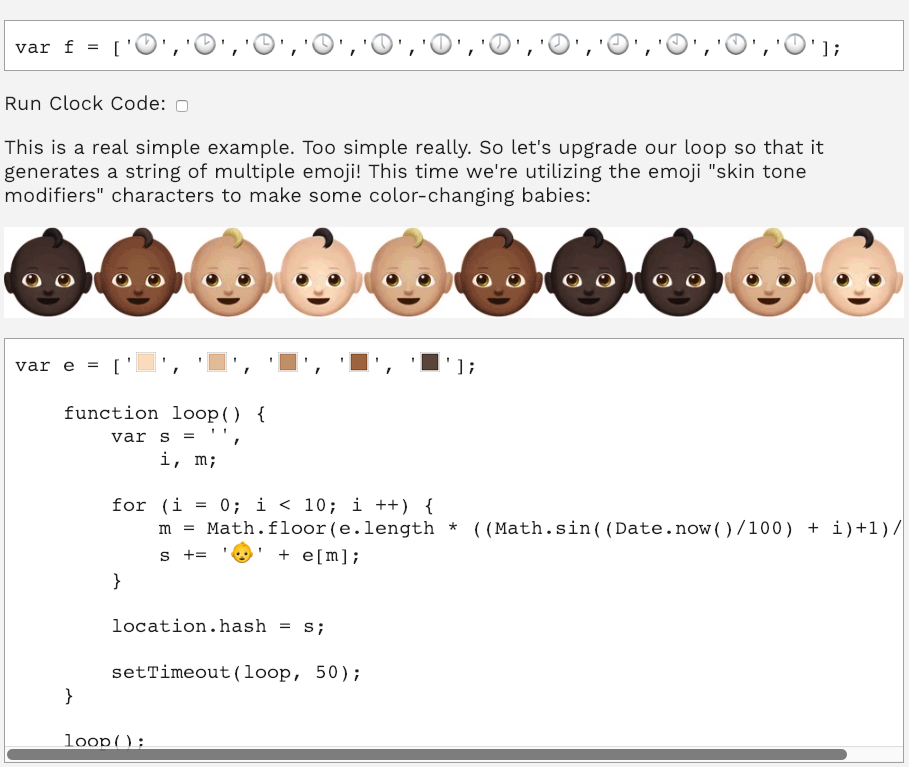 var f = ['🕐','🕑','🕒','🕓','🕔','🕕','🕖','🕗','🕘','🕙','🕚','🕛'];
Run Clock Code:
This is a real simple example. Too simple really. So let's upgrade our loop so that it
generates a string of multiple emoji! This time we're utilizing the emoji "skin tone
modifiers" characters to make some color-changing babies:
👶🏿👶🏾👶🏼👶🏻👶🏼👶🏾👶🏿👶🏿👶🏼👶🏻
var e = ['🏻', '🏼', '🏽', '🏾', '🏿'];
function loop() {
var s = '',
i, m;
for (i = 0; i < 10; i ++) {
m = Math.floor(e.length * ((Math.sin((Date.now()/100) + i)+1)/
s += '👶' + e[m];
}
location.hash = s;
setTimeout(loop, 50);
}
loop();